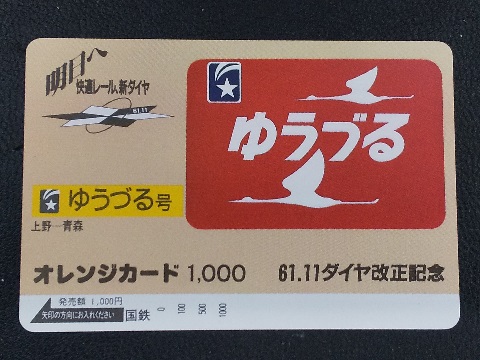 明日へ
快適レール、新ダイヤ
61.11
ゆうづる
ゆうづる号
上野―青森
オレンジカード 1,000
61.11ダイヤ改正記念
発売額 1,000円
矢印の方向にお入れください
国鉄
0 100 500 1000